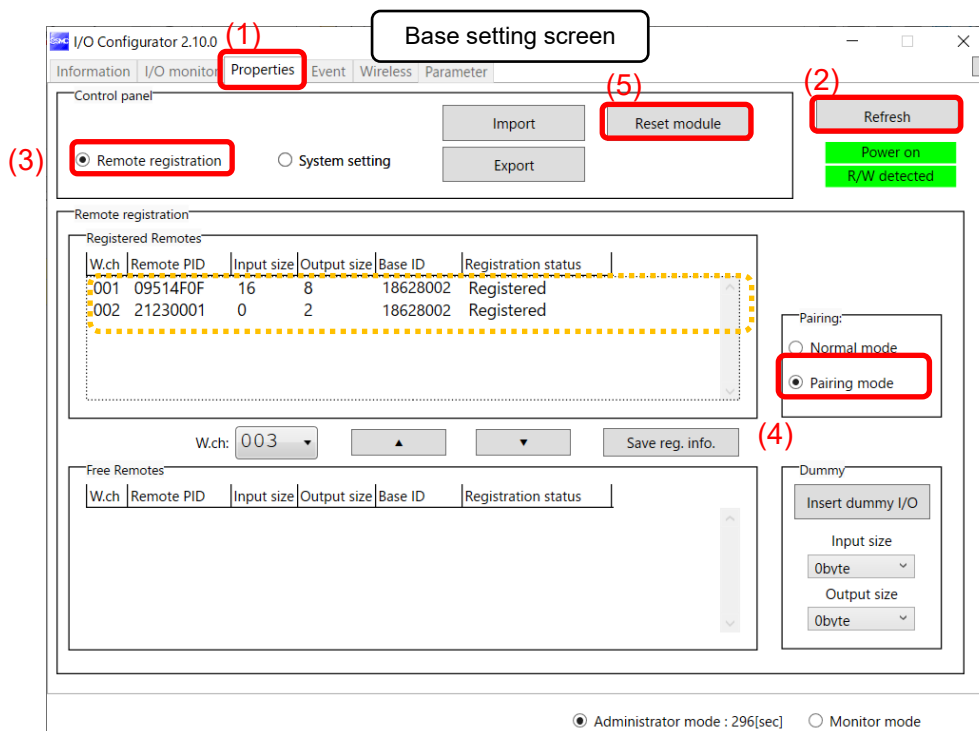 (1)
Base setting screen
I/O Configurator 2.10.0
Information I/O monitor Properties Event Wireless Parameter
(5)
(2)
Control panel
Import
Reset module
Refresh
(3)
Remote registration
System setting
Export
Power on
R/W detected
Remote registration
Registered Remotes
W.ch Remote PID Input size Output size Base ID Registration status
001 09514F0F 16 8 18628002 Registered
002 21230001 0 2 18628002 Registered
Pairing:
Normal mode
Pairing mode
W.ch: 003 ▲ ▼ Save reg. info.
(4)
Free Remotes
W.ch Remote PID Input size Output size Base ID Registration status
Dummy
Insert dummy I/O
Input size
0byte
Output size
0byte
Administrator mode : 296[sec] Monitor mode